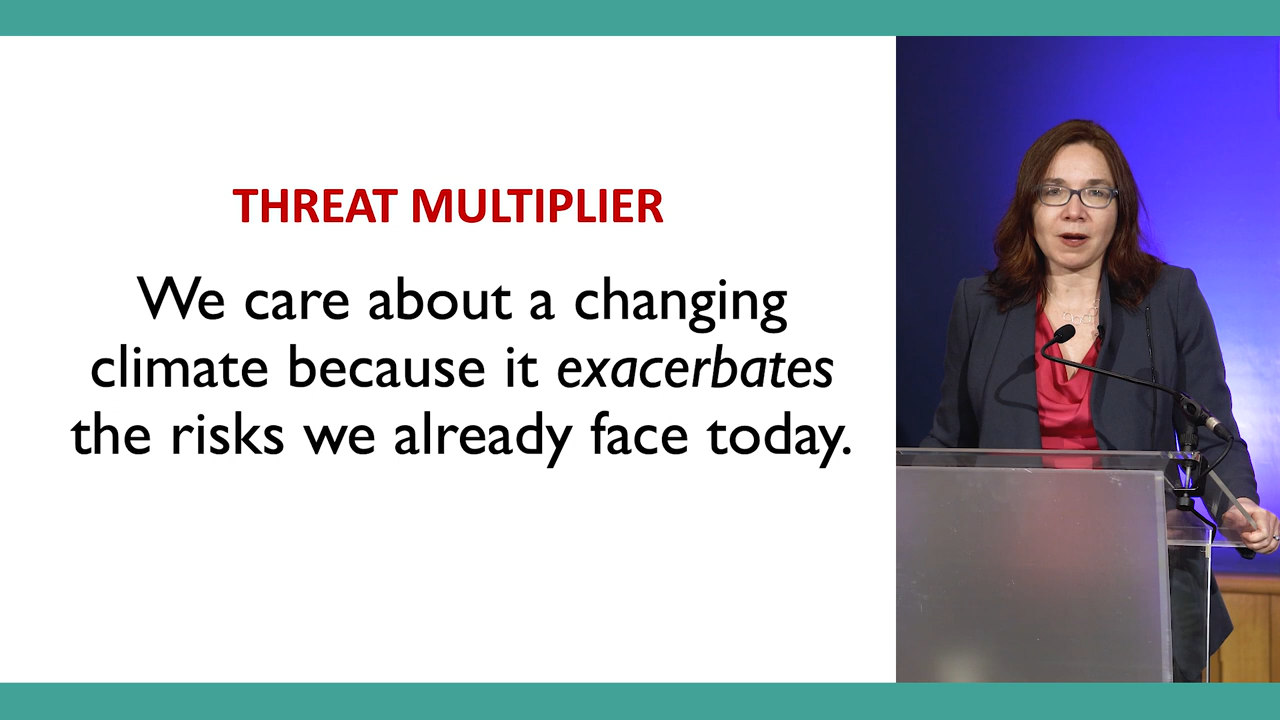 THREAT MULTIPLIER
We care about a changing
climate because it exacerbates
the risks we already face today.